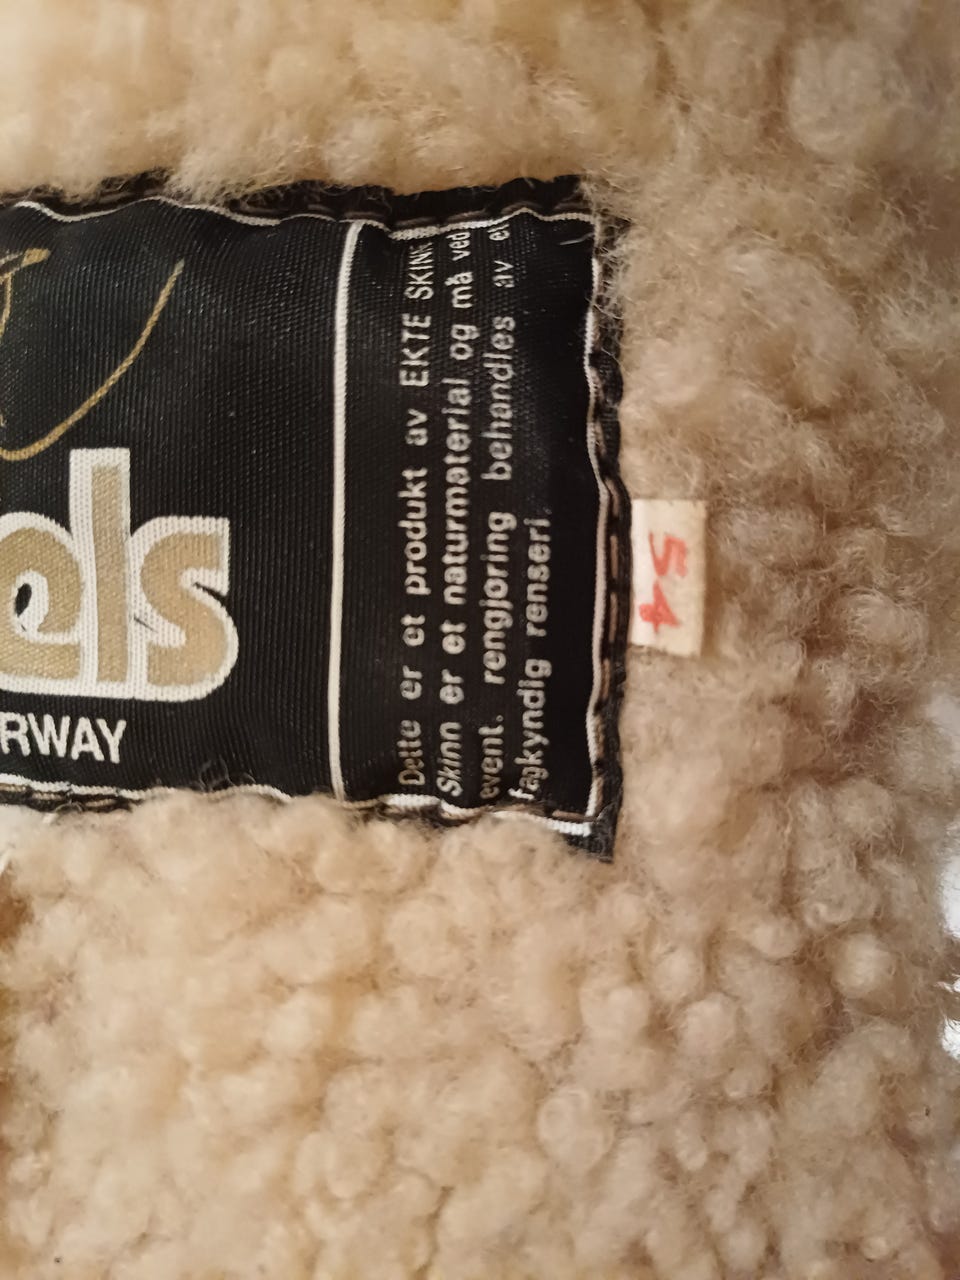 els
RWAY
Dette er et produkt av EKTE SKINN
Skinn er et naturmaterial og må ved
event. rengjøring behandles av et
fagkyndig renseri.
54